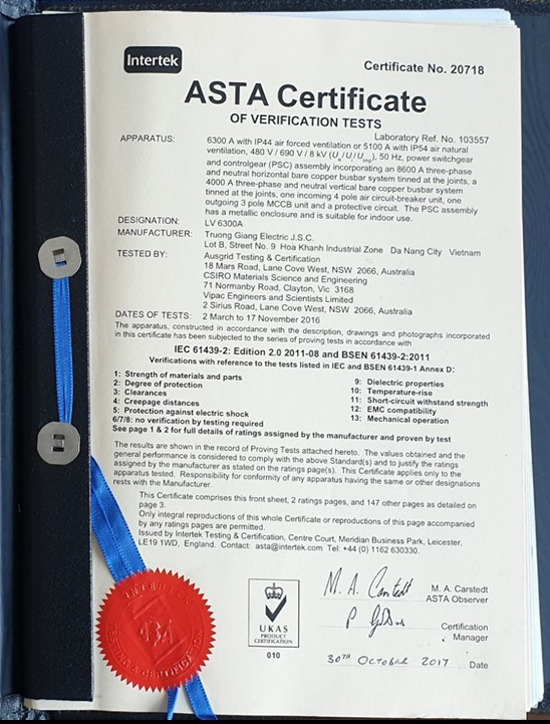 Intertek
Certificate No. 20718
ASTA Certificate
OF VERIFICATION TESTS
Laboratory Ref. No. 103557
APPARATUS:
6300 A with IP44 air forced ventilation or 5100 A with IP54 air natural
ventilation, 480 V / 690 V / 8 kV (Ue/Ui/Uimp), 50 Hz, power switchgear
and controlgear (PSC) assembly incorporating an 8600 A three-phase
and neutral horizontal bare copper busbar system tinned at the joints, a
4000 A three-phase and neutral vertical bare copper busbar system
tinned at the joints, one incoming 4 pole air circuit-breaker unit, one
outgoing 3 pole MCCB unit and a protective circuit. The PSC assembly
has a metallic enclosure and is suitable for indoor use.
DESIGNATION: LV 6300A
MANUFACTURER: Truong Giang Electric J.S.C.
Lot B, Street No. 9 Hoa Khanh Industrial Zone Da Nang City Vietnam
TESTED BY: Ausgrid Testing & Certification
18 Mars Road, Lane Cove West, NSW 2066, Australia
CSIRO Materials Science and Engineering
71 Normanby Road, Clayton, Vic 3168
Vipac Engineers and Scientists Limited
2 Sirius Road, Lane Cove West, NSW 2066, Australia
DATES OF TESTS: 2 March to 17 November 2016
The apparatus, constructed in accordance with the description, drawings and photographs incorporated
in this certificate has been subjected to the series of proving tests in accordance with
IEC 61439-2: Edition 2.0 2011-08 and BSEN 61439-2:2011
Verifications with reference to the tests listed in IEC and BSEN 61439-1 Annex D:
1: Strength of materials and parts
2: Degree of protection
3: Clearances
4: Creepage distances
5: Protection against electric shock
6/7/8: no verification by testing required
9: Dielectric properties
10: Temperature-rise
11: Short-circuit withstand strength
12: EMC compatibility
13: Mechanical operation
See page 1 & 2 for full details of ratings assigned by the manufacturer and proven by test
The results are shown in the record of Proving Tests attached hereto. The values obtained and the
general performance is considered to comply with the above Standard(s) and to justify the ratings
assigned by the manufacturer as stated on the ratings page(s). This Certificate applies only to the
apparatus tested. Responsibility for conformity of any apparatus having the same or other designations
rests with the Manufacturer.
This Certificate comprises this front sheet, 2 ratings pages, and 147 other pages as detailed on
page 3.
Only integral reproductions of this whole Certificate or reproductions of this page accompanied
by any ratings pages are permitted.
Issued by Intertek Testing & Certification, Centre Court, Meridian Business Park, Leicester,
LE19 1WD, England. Contact: asta@intertek.com Tel: +44 (0) 1162 630330.
M. A. Carstedt
M. A. Carstedt
ASTA Observer
Certification
Manager
30TH OCTOBER 2017
Date
UKAS
PRODUCT
CERTIFICATION
010
ASTA